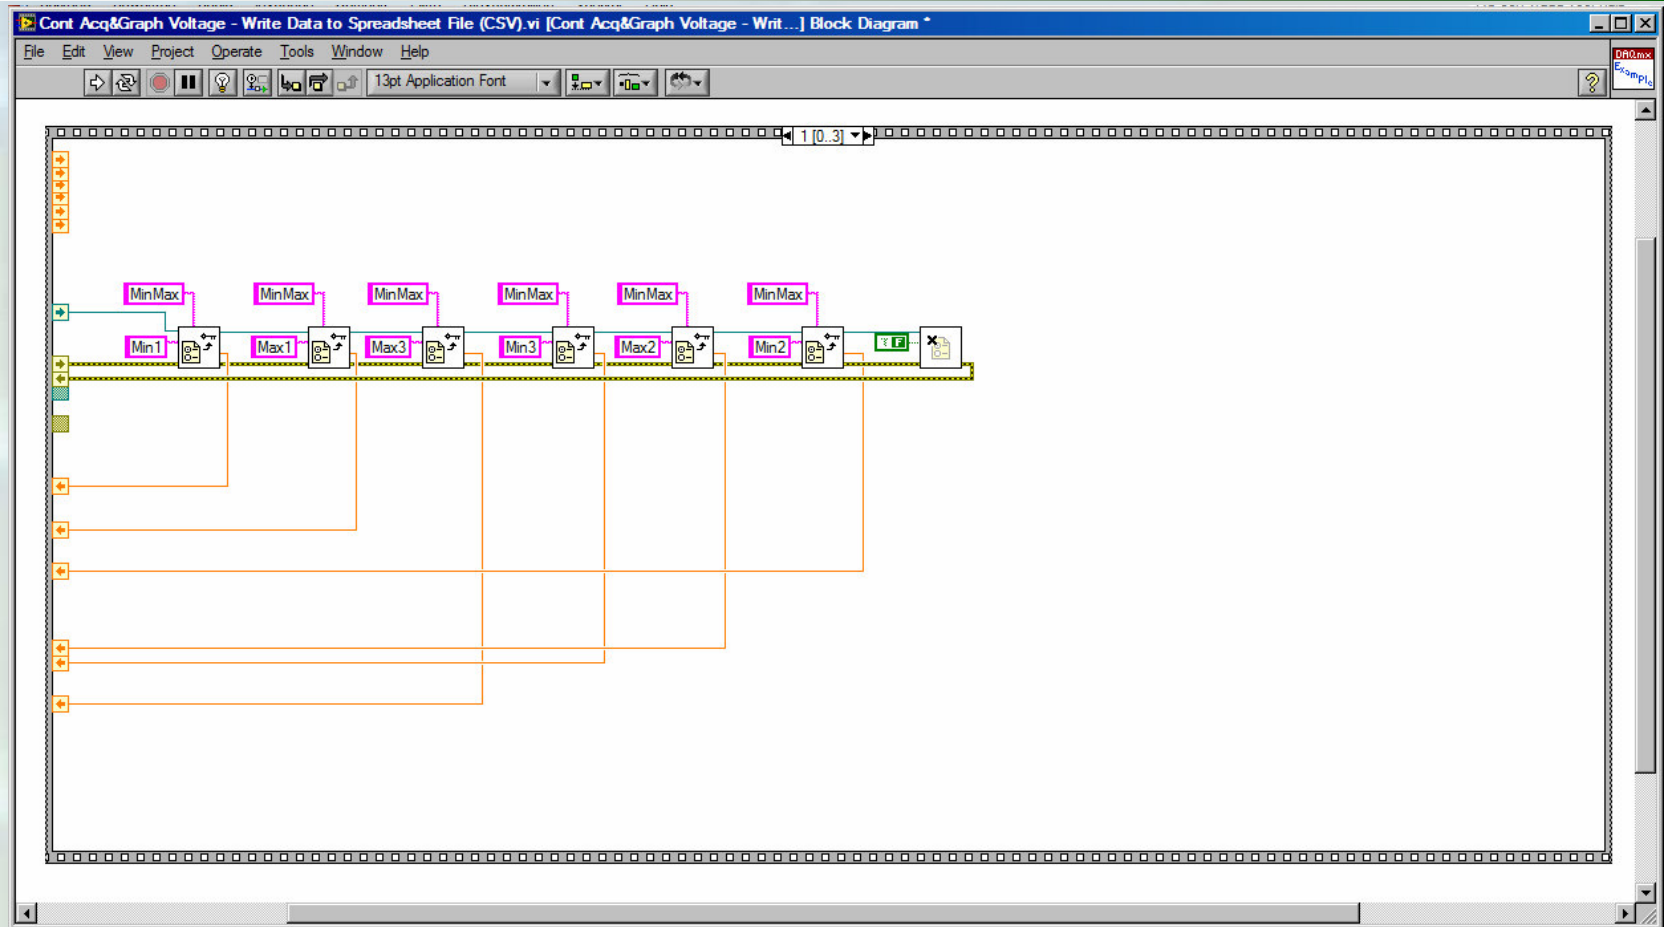 Cont Acq&Graph Voltage - Write Data to Spreadsheet File (CSV).vi [Cont Acq&Graph Voltage - Writ...] Block Diagram *
File Edit View Project Operate Tools Window Help
DAQmx
Example
13pt Application Font
1 [0..3]
MinMax MinMax MinMax MinMax MinMax MinMax
Min1 Max1 Max3 Min3 Max2 Min2 F